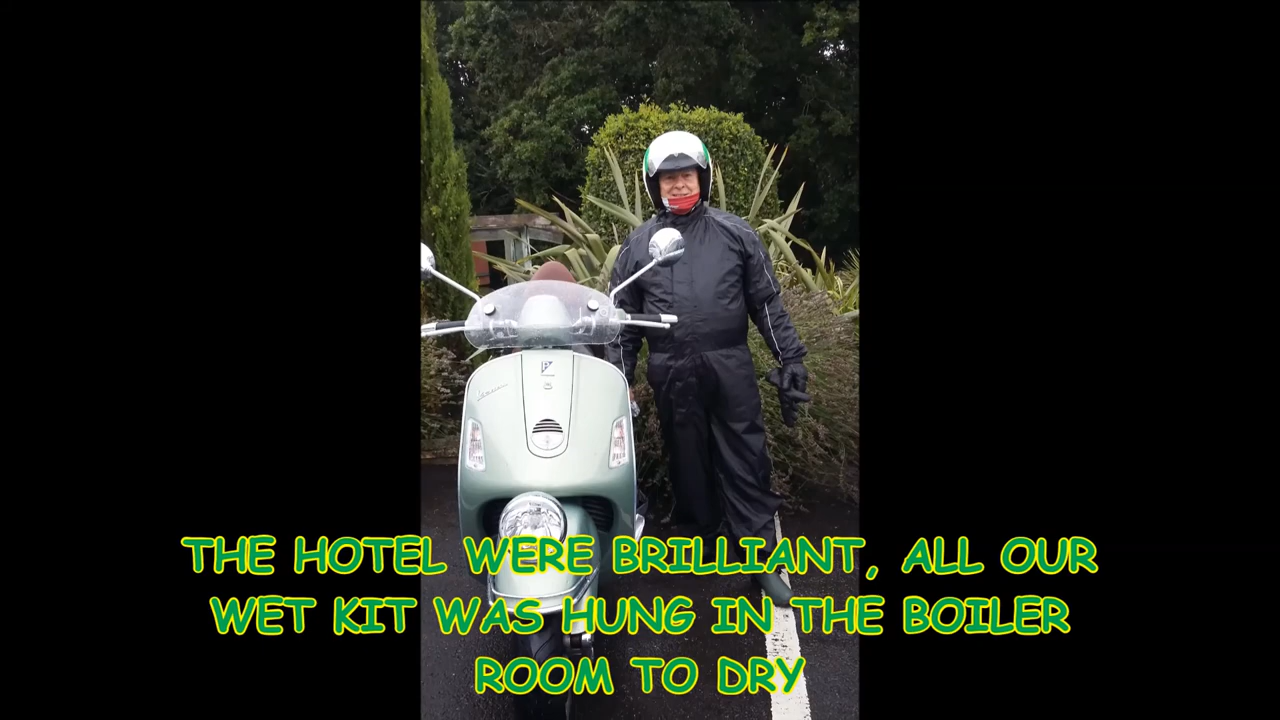 THE HOTEL WERE BRILLIANT, ALL OUR
WET KIT WAS HUNG IN THE BOILER
ROOM TO DRY